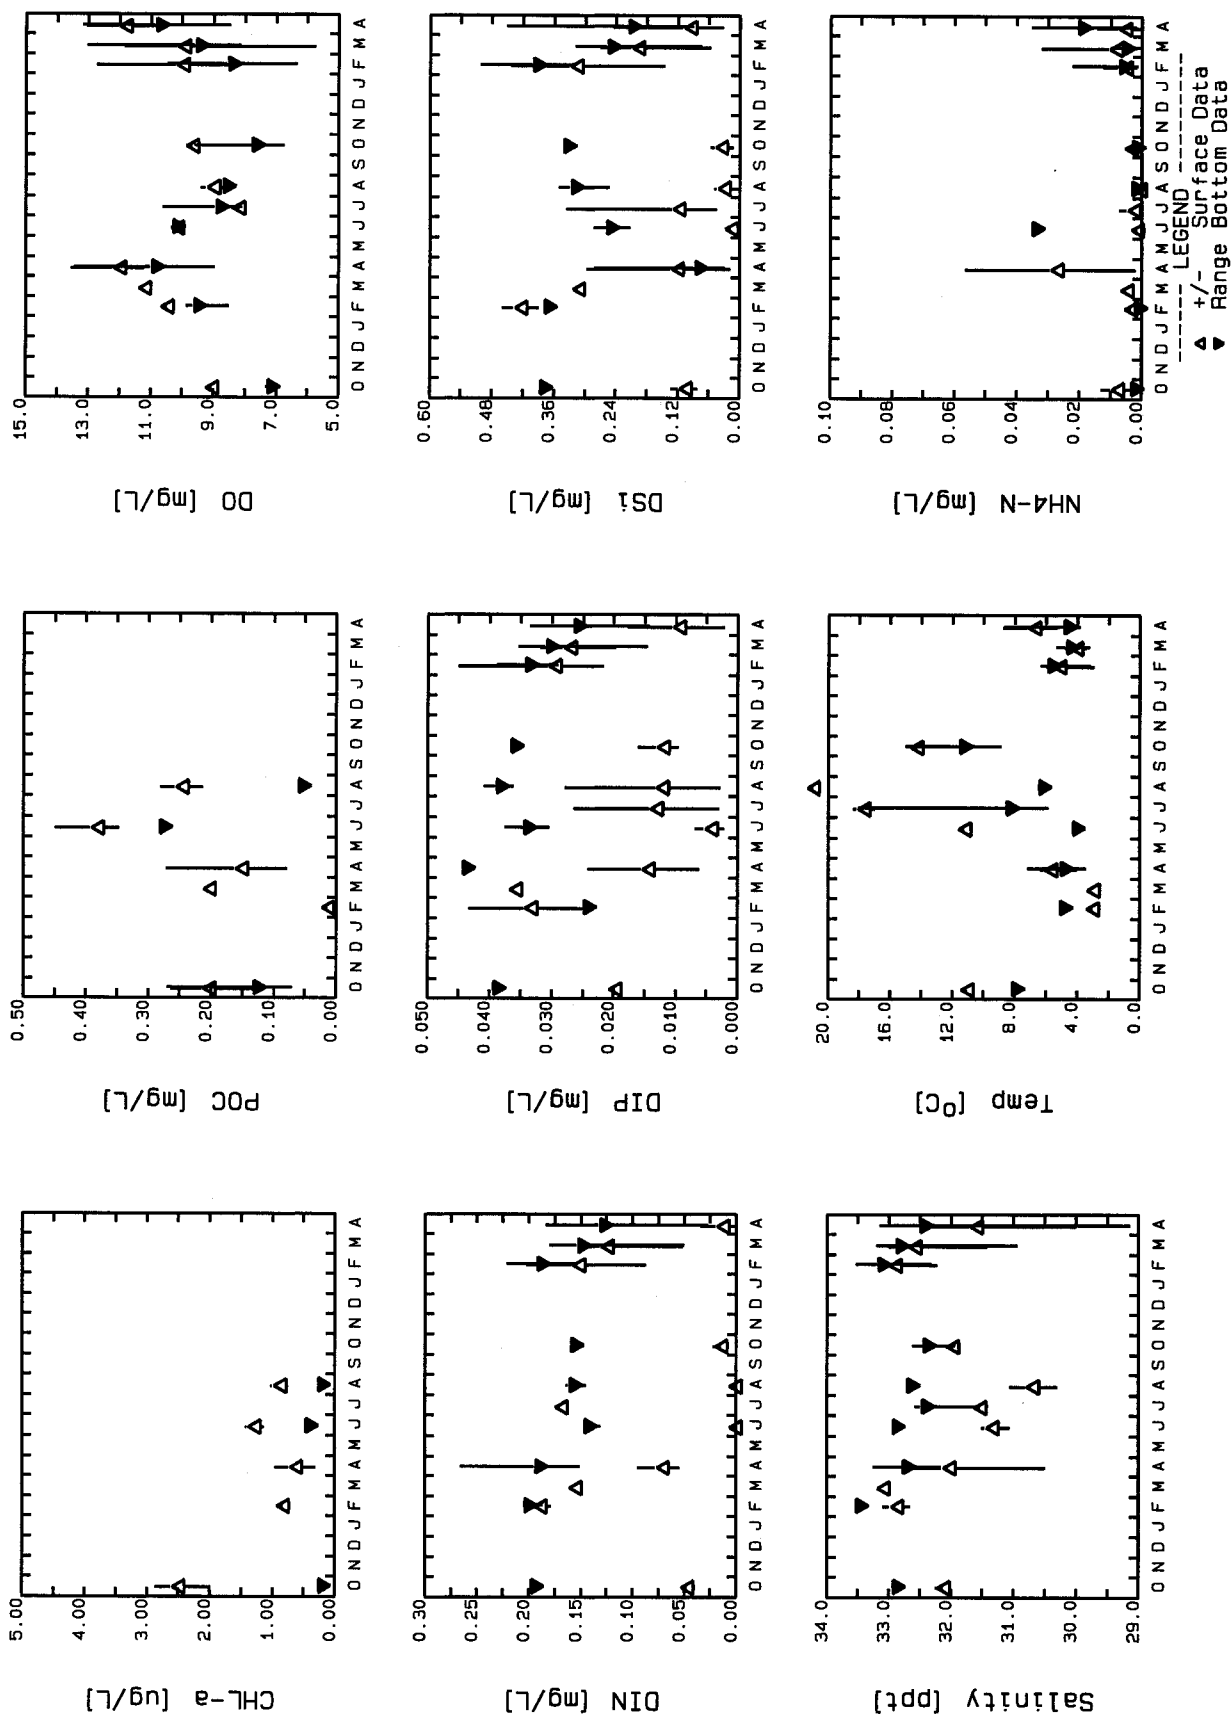 CHL-a [ug/L]
5.00
4.00
3.00
2.00
1.00
0.00
O N D J F M A M J J A S O N D J F M A
POC [mg/L]
0.50
0.40
0.30
0.20
0.10
0.00
O N D J F M A M J J A S O N D J F M A
DO [mg/L]
15.0
13.0
11.0
9.0
7.0
5.0
O N D J F M A M J J A S O N D J F M A
DIN [mg/L]
0.30
0.20
0.15
0.05
0.00
O N D J F M A M J J A S O N D J F M A
DIP [mg/L]
0.050
0.040
0.030
0.020
0.010
0.000
O N D J F M A M J J A S O N D J F M A
DSi [mg/L]
0.60
0.48
0.36
0.24
0.12
0.00
O N D J F M A M J J A S O N D J F M A
Salinity [ppt]
34.0
33.0
32.0
31.0
30.0
29.0
O N D J F M A M J J A S O N D J F M A
Temp [ºC]
20.0
16.0
12.0
8.0
4.0
0.0
O N D J F M A M J J A S O N D J F M A
NH4-N [mg/L]
0.10
0.08
0.06
0.04
0.02
0.000
O N D J F M A M J J A S O N D J F M A
------ LEGEND ----------
+/- Surface Data
Range Bottom Data